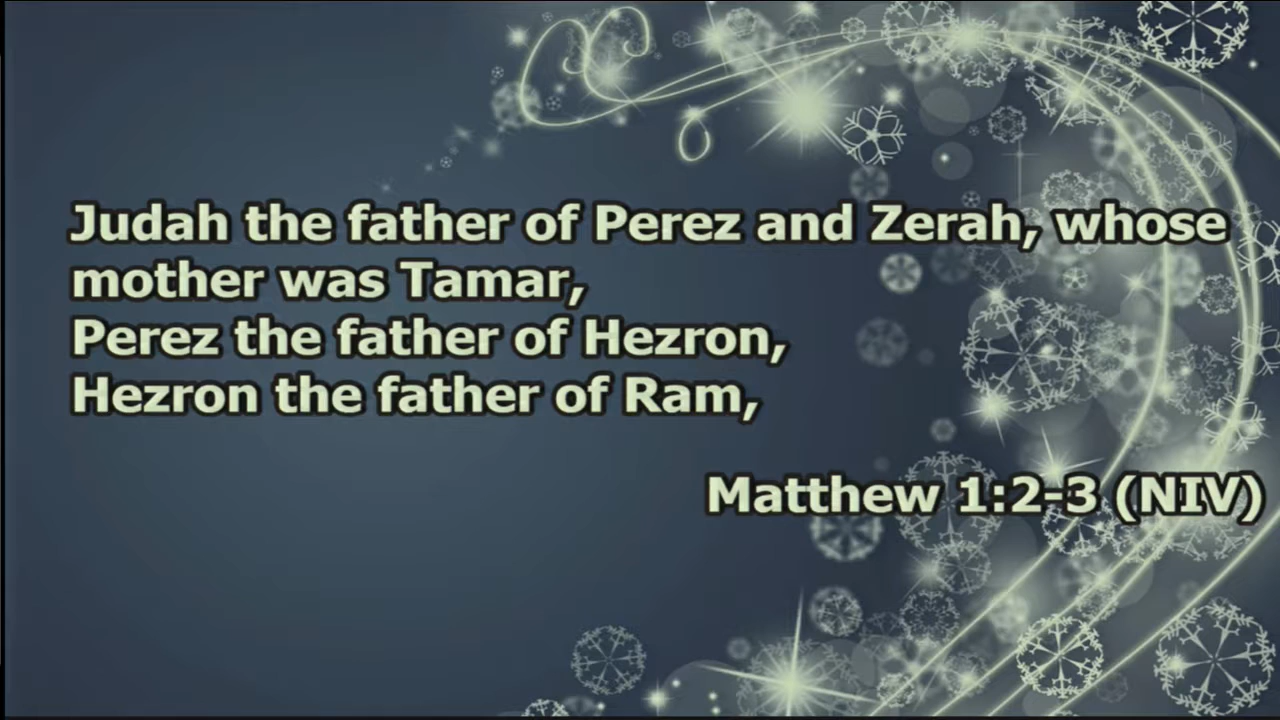 Judah the father of Perez and Zerah, whose
mother was Tamar,
Perez the father of Hezron,
Hezron the father of Ram,
Matthew 1:2-3 (NIV)